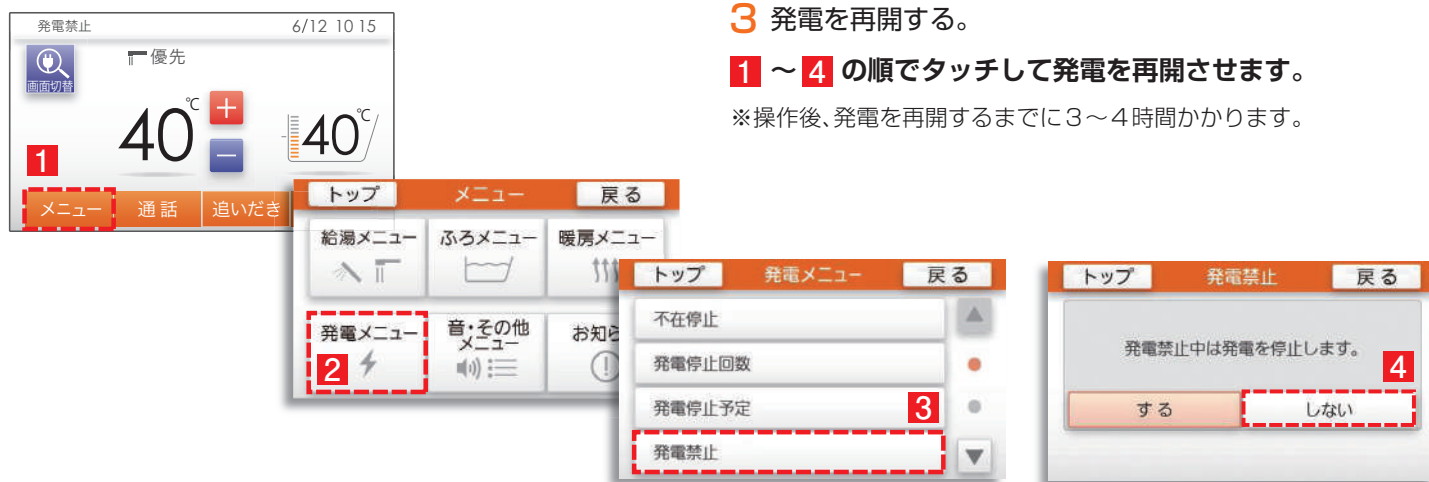 3 発電を再開する。
1 ～ 4 の順でタッチして発電を再開させます。
※操作後、発電を再開するまでに3～4時間かかります。
発電禁止 6/12 10 15
画面切替
優先
40℃ + −
40℃
1
メニュー 通話 追いだき
トップ メニュー 戻る
給湯メニュー ふろメニュー 暖房メニュー
発電メニュー 音・その他 お知ら
メニュー
2
トップ 発電メニュー 戻る
不在停止
発電停止回数
発電停止予定
3
発電禁止
トップ 発電禁止 戻る
発電禁止中は発電を停止します。
4
する しない